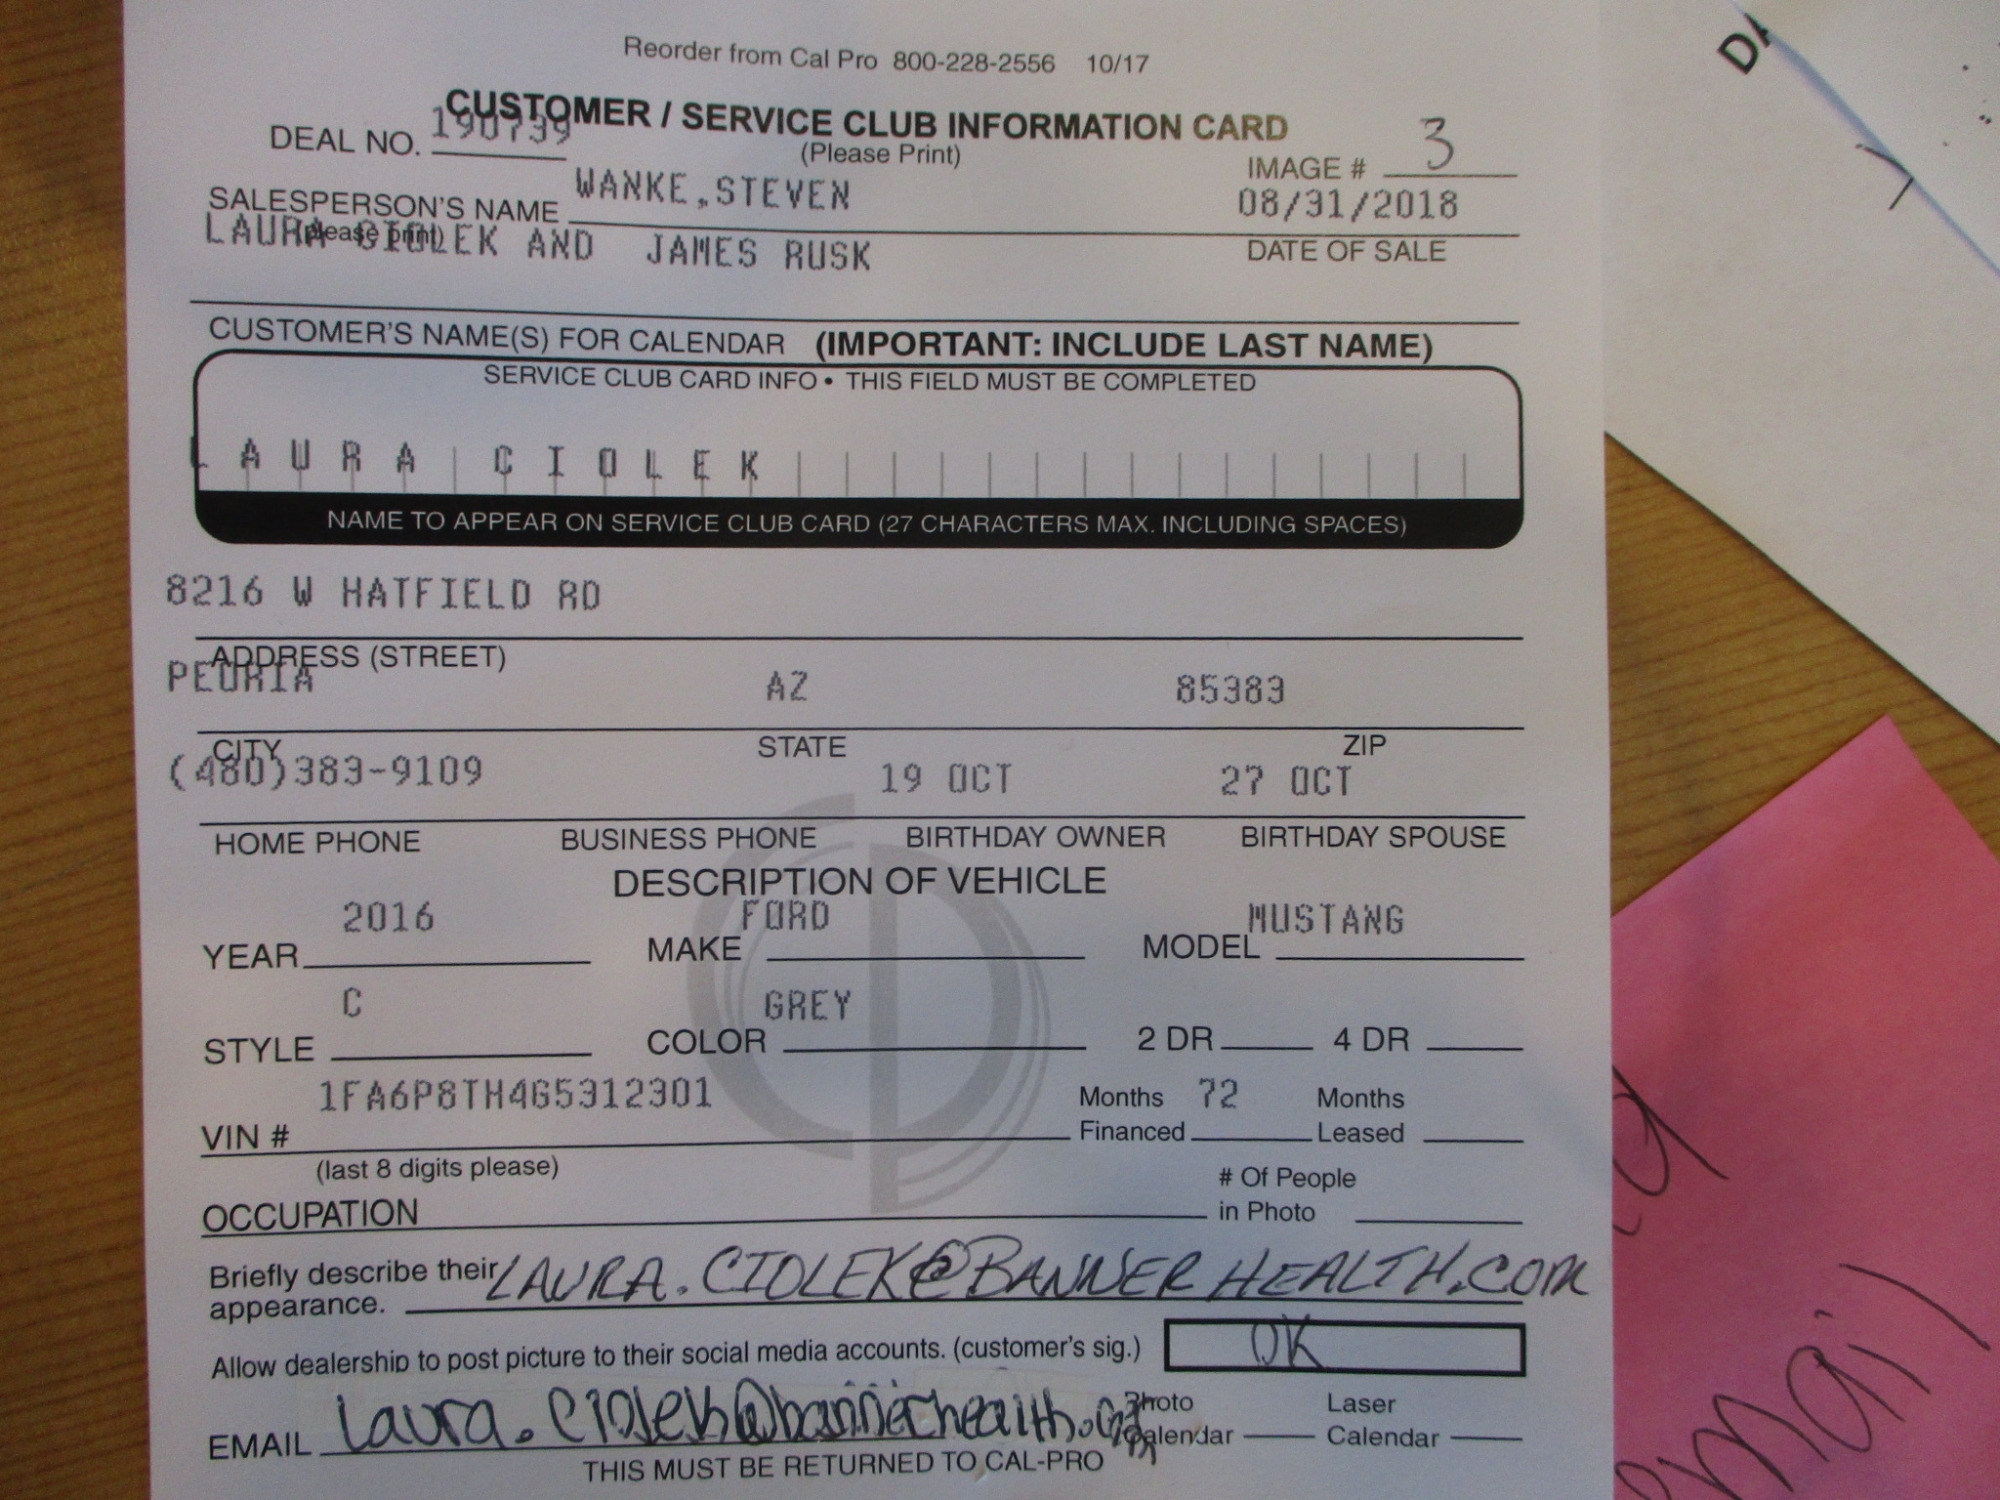 Reorder from Cal Pro 800-228-2556 10/17
CUSTOMER / SERVICE CLUB INFORMATION CARD
(Please Print)
DEAL NO. 190739
IMAGE # 3
SALESPERSON'S NAME WANKE,STEVEN
(please print)
08/31/2018
DATE OF SALE
LAURA CIOLEK AND JAMES RUSK
CUSTOMER'S NAME(S) FOR CALENDAR (IMPORTANT: INCLUDE LAST NAME)
SERVICE CLUB CARD INFO • THIS FIELD MUST BE COMPLETED
LAURA CIOLEK
NAME TO APPEAR ON SERVICE CLUB CARD (27 CHARACTERS MAX. INCLUDING SPACES)
8216 W HATFIELD RD
ADDRESS (STREET)
PEORIA AZ 85383
CITY STATE ZIP
(480)383-9109 19 OCT 27 OCT
HOME PHONE BUSINESS PHONE BIRTHDAY OWNER BIRTHDAY SPOUSE
DESCRIPTION OF VEHICLE
YEAR 2016 MAKE FORD MODEL MUSTANG
STYLE C COLOR GREY 2 DR 4 DR
VIN # 1FA6P8TH4G5312301
(last 8 digits please)
Months Financed 72 Months Leased
OCCUPATION
# Of People in Photo
Briefly describe their appearance. LAURA.CIOLEK@BANNERHEALTH.COM
Allow dealership to post picture to their social media accounts. (customer's sig.) OK
EMAIL Laura.Ciolek@bannerhealth.com
Photo Calendar Laser Calendar
THIS MUST BE RETURNED TO CAL-PRO